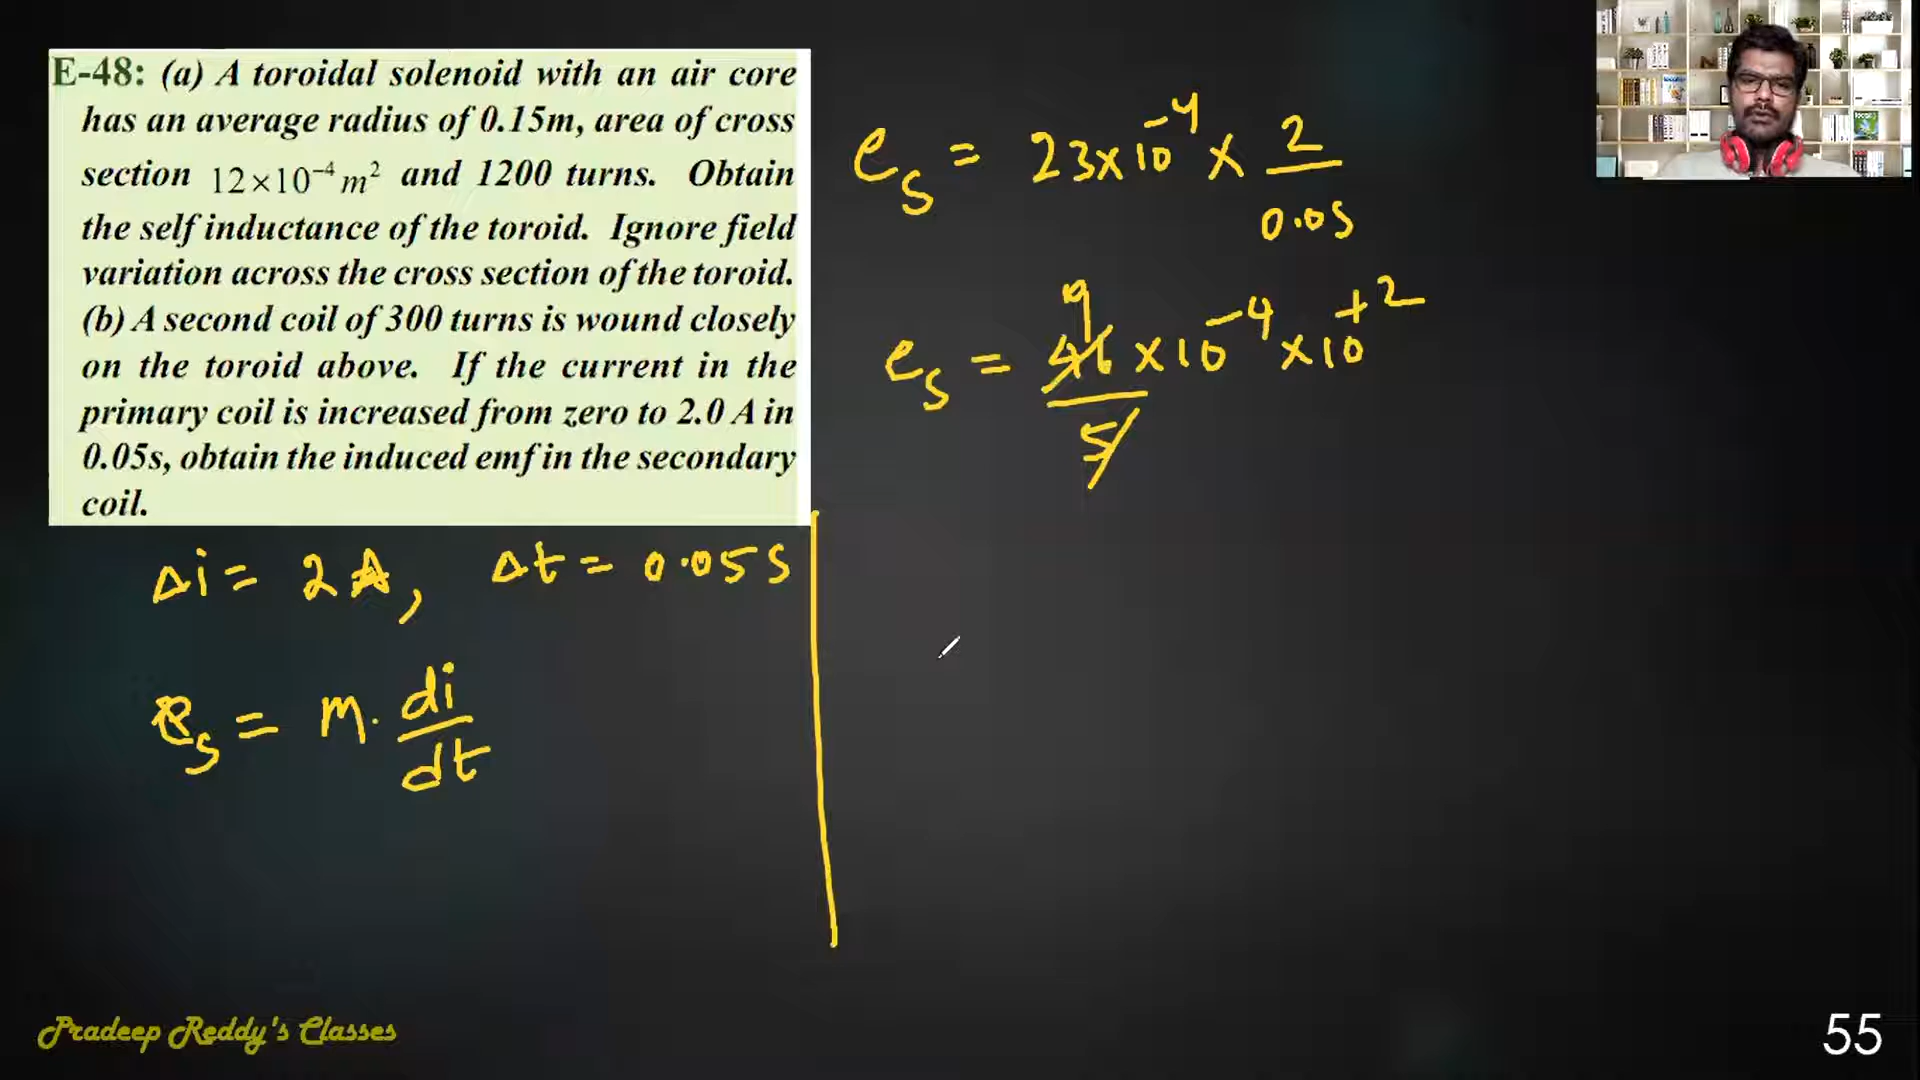 E-48: (a) A toroidal solenoid with an air core
has an average radius of 0.15m, area of cross
section 12×10⁻⁴ m² and 1200 turns. Obtain
the self inductance of the toroid. Ignore field
variation across the cross section of the toroid.
(b) A second coil of 300 turns is wound closely
on the toroid above. If the current in the
primary coil is increased from zero to 2.0 A in
0.05s, obtain the induced emf in the secondary
coil.
Δi = 2A, Δt = 0.05 s
e_s = M. di/dt
e_s = 23×10⁻⁴ × 2/0.05
9
e_s = 46/5 ×10⁻⁴ ×10⁺²
Pradeep Reddy's Classes
55